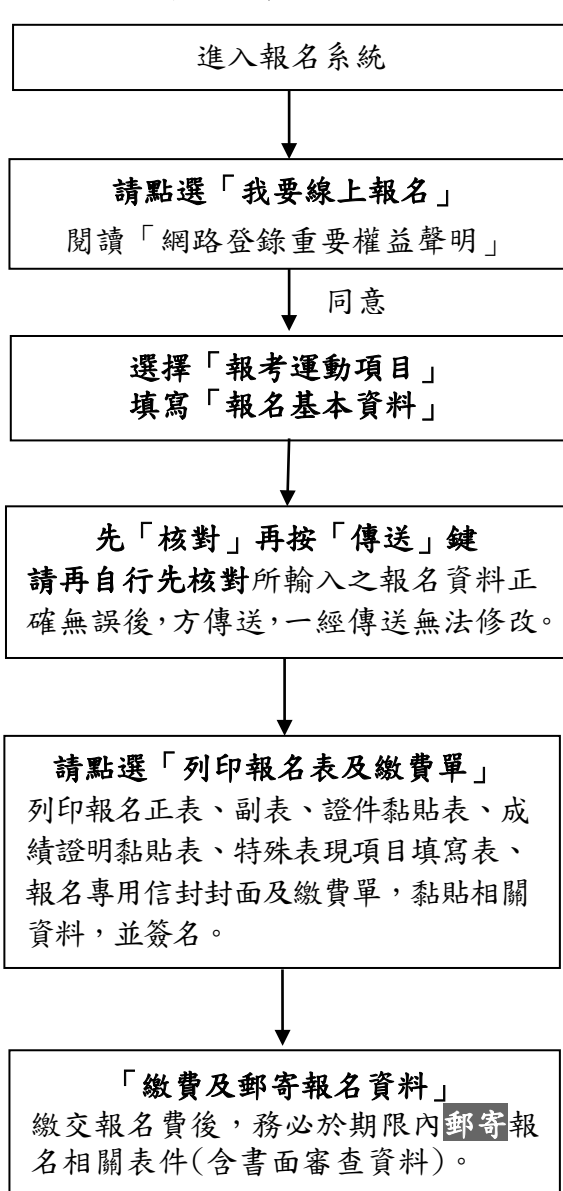 進入報名系統
請點選「我要線上報名」
閱讀「網路登錄重要權益聲明」
同意
選擇「報考運動項目」
填寫「報名基本資料」
先「核對」再按「傳送」鍵
請再自行先核對所輸入之報名資料正
確無誤後，方傳送，一經傳送無法修改。
請點選「列印報名表及繳費單」
列印報名正表、副表、證件黏貼表、成
績證明黏貼表、特殊表現項目填寫表、
報名專用信封封面及繳費單，黏貼相關
資料，並簽名。
「繳費及郵寄報名資料」
繳交報名費後，務必於期限內郵寄報
名相關表件(含書面審查資料)。